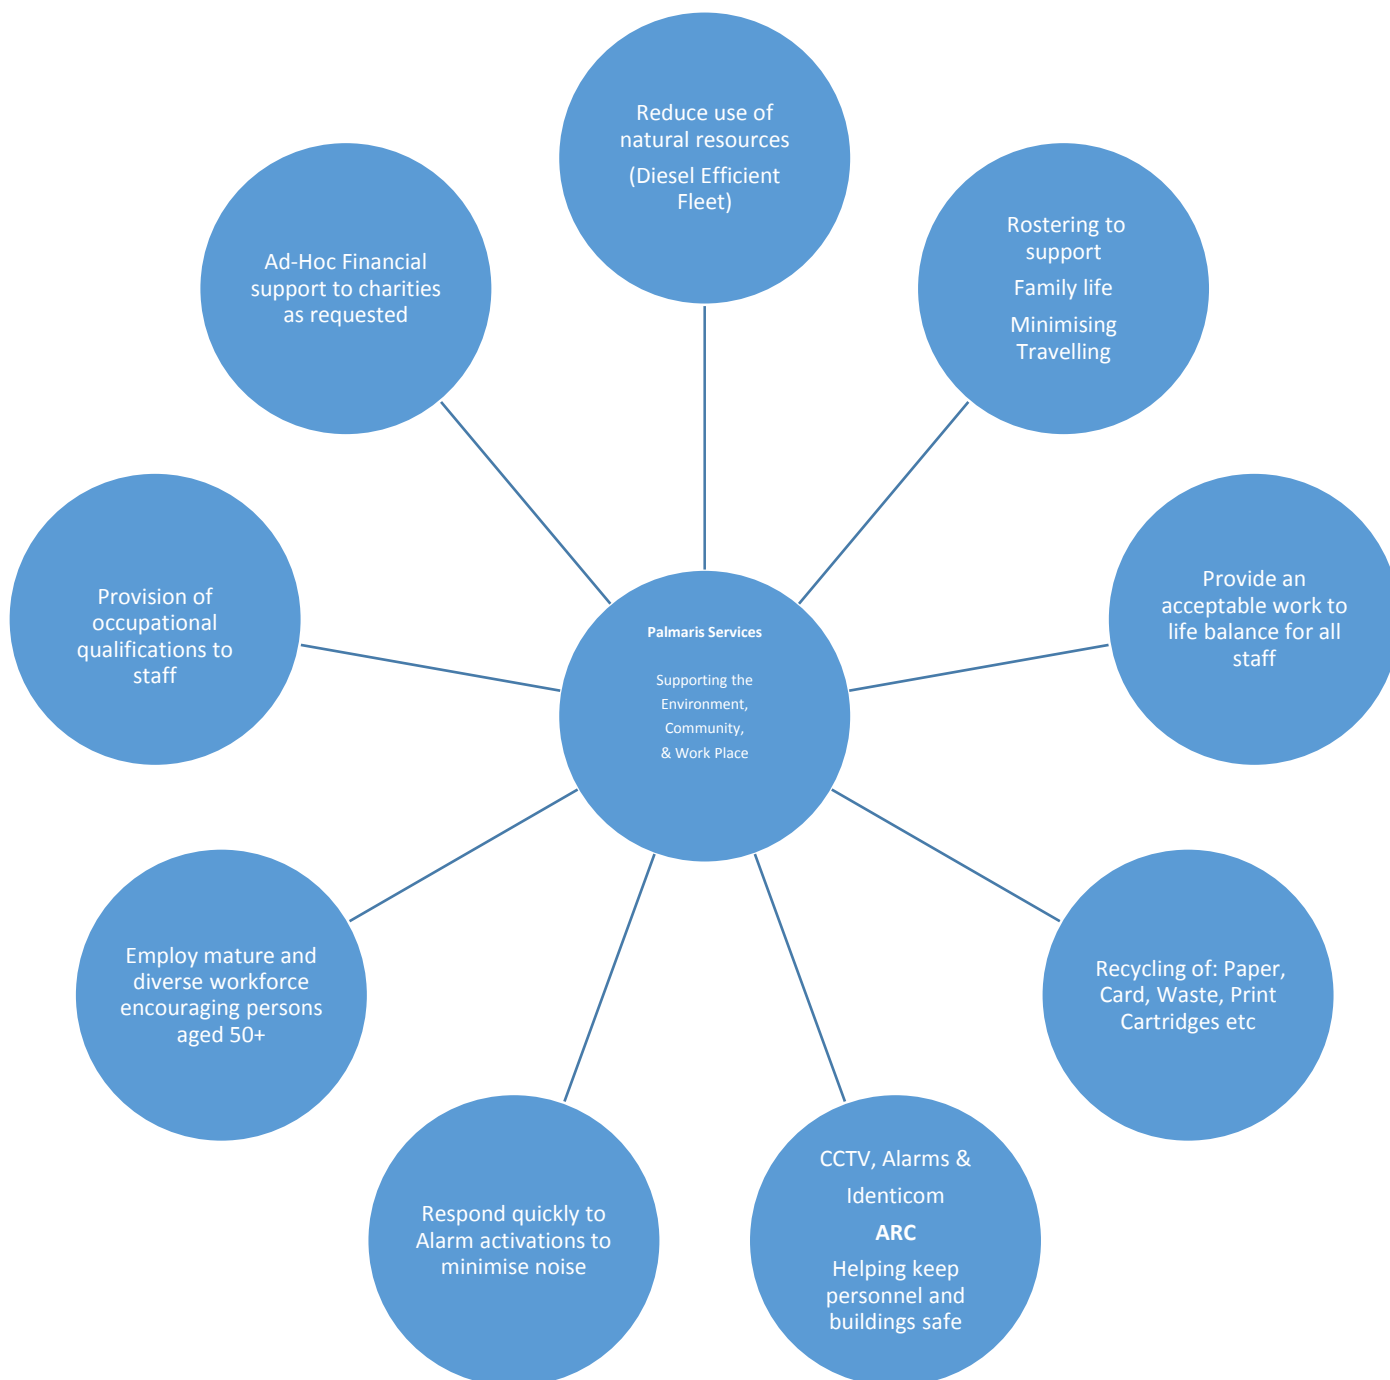 Reduce use of
natural resources
(Diesel Efficient
Fleet)
Rostering to
support
Family life
Minimising
Travelling
Provide an
acceptable work to
life balance for all
staff
Recycling of: Paper,
Card, Waste, Print
Cartridges etc
CCTV, Alarms &
Identicom
ARC
Helping keep
personnel and
buildings safe
Respond quickly to
Alarm activations to
minimise noise
Employ mature and
diverse workforce
encouraging persons
aged 50+
Provision of
occupational
qualifications to
staff
Ad-Hoc Financial
support to charities
as requested
Palmaris Services
Supporting the
Environment,
Community,
& Work Place